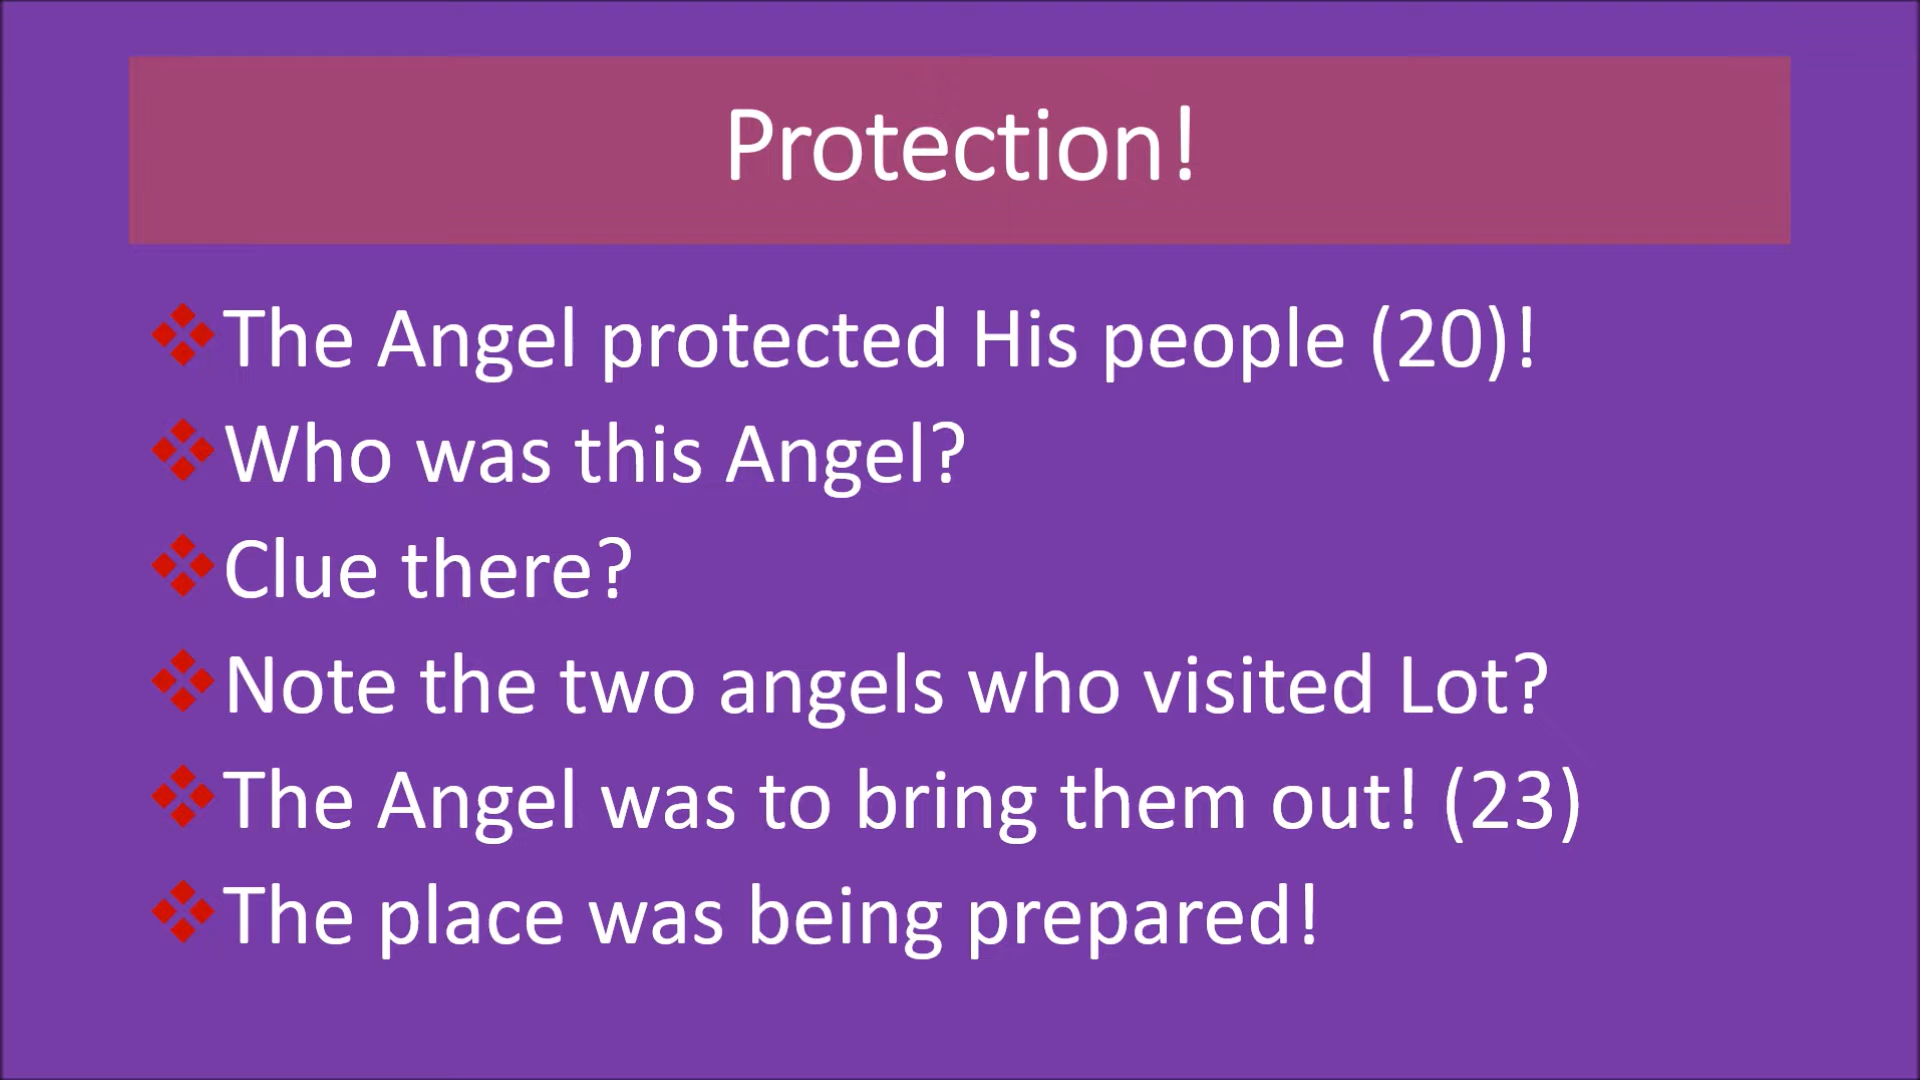 Protection!
❖The Angel protected His people (20)!
❖Who was this Angel?
❖Clue there?
❖Note the two angels who visited Lot?
❖The Angel was to bring them out! (23)
❖The place was being prepared!